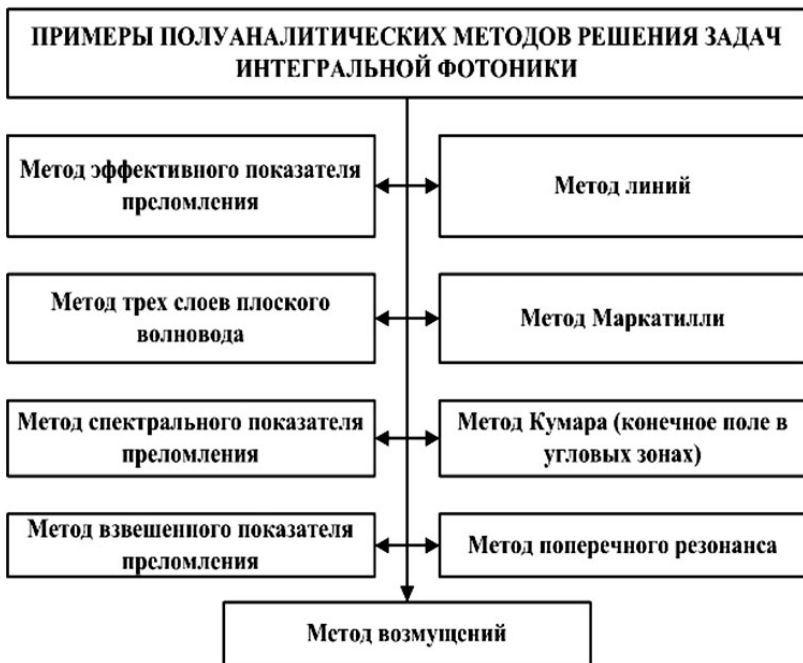 ПРИМЕРЫ ПОЛУАНАЛИТИЧЕСКИХ МЕТОДОВ РЕШЕНИЯ ЗАДАЧ
ИНТЕГРАЛЬНОЙ ФОТОНИКИ
Метод эффективного показателя
преломления
Метод линий
Метод трех слоев плоского
волновода
Метод Маркатилли
Метод спектрального показателя
преломления
Метод Кумара (конечное поле в
угловых зонах)
Метод взвешенного показателя
преломления
Метод поперечного резонанса
Метод возмущений